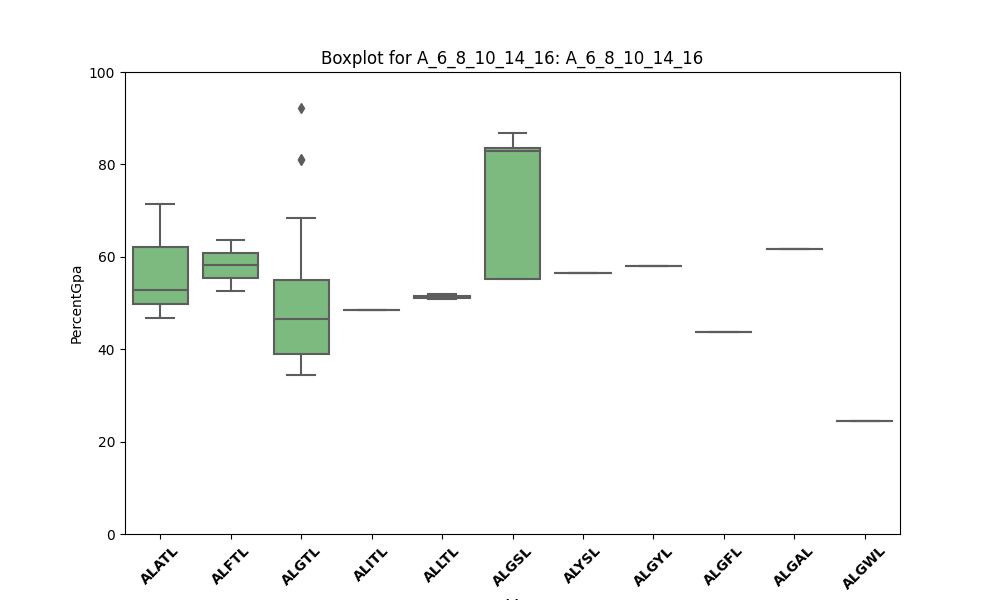 Boxplot for A_6_8_10_14_16: A_6_8_10_14_16
100
80
60
40
20
0
PercentGpa
ALATL
ALFTL
ALGTL
ALITL
ALLTL
ALGSL
ALYSL
ALGYL
ALGFL
ALGAL
ALGWL